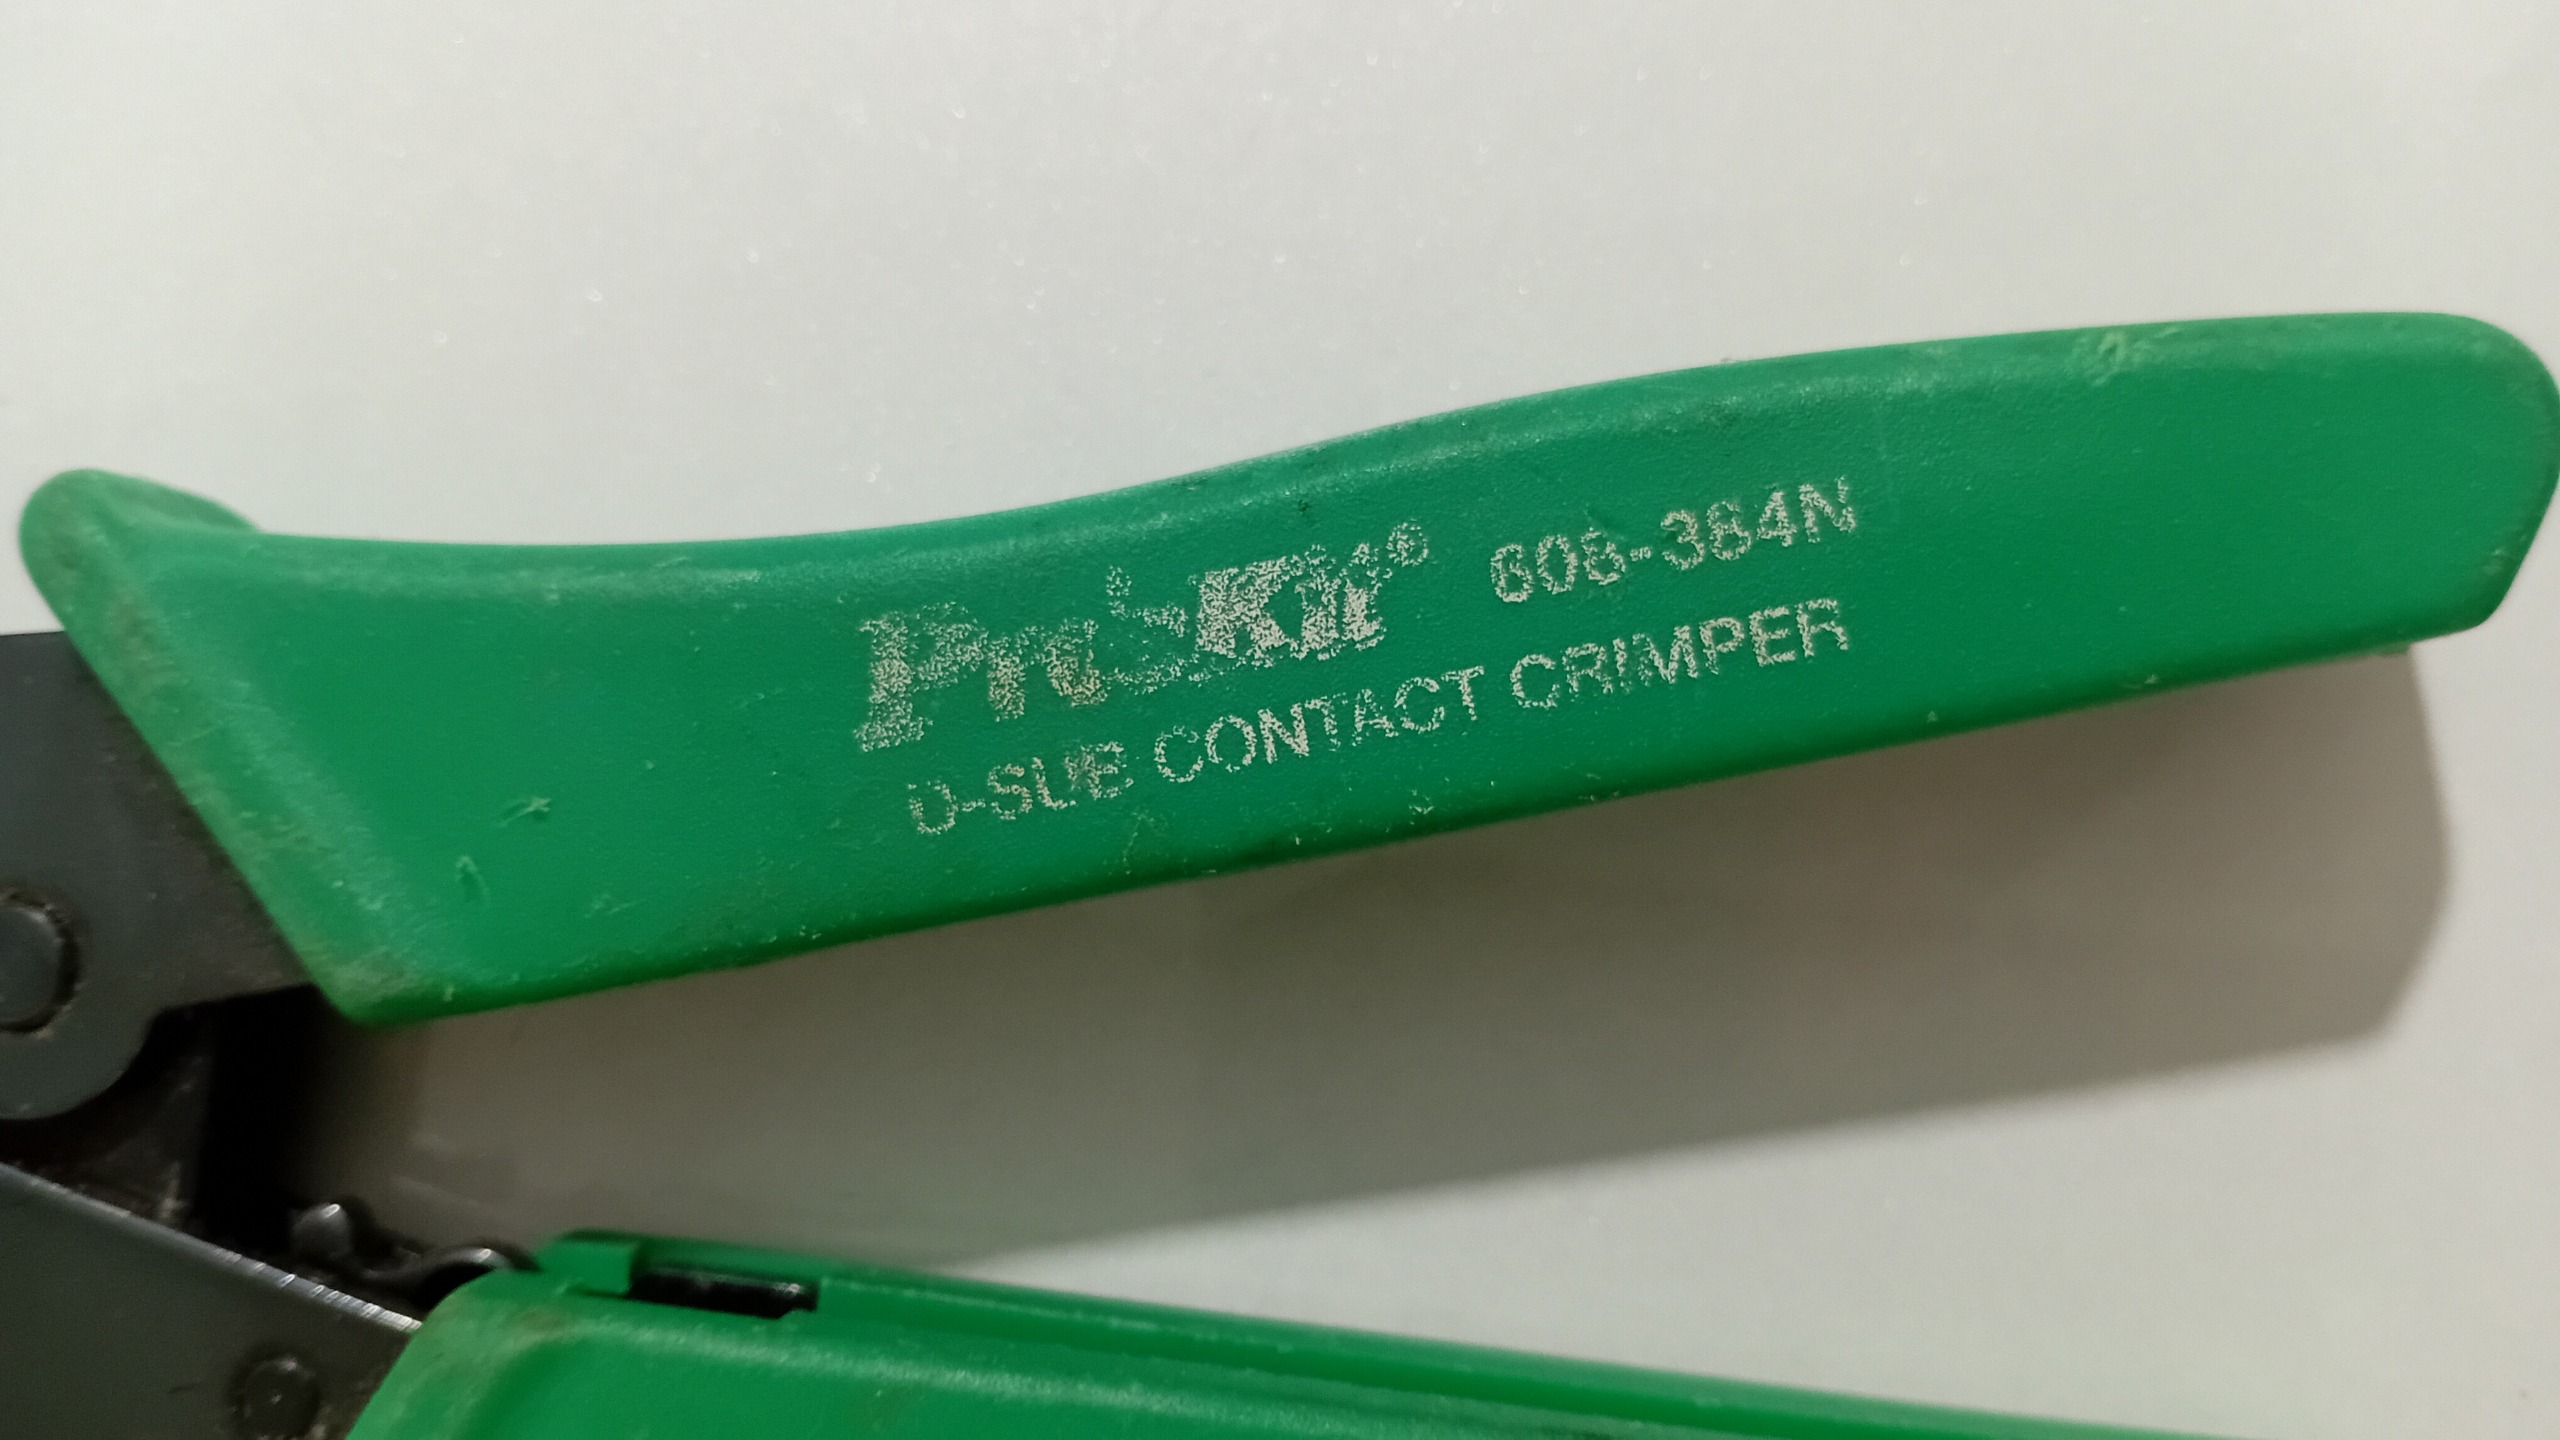 Pro'sKit® 608-384N
D-SUB CONTACT CRIMPER